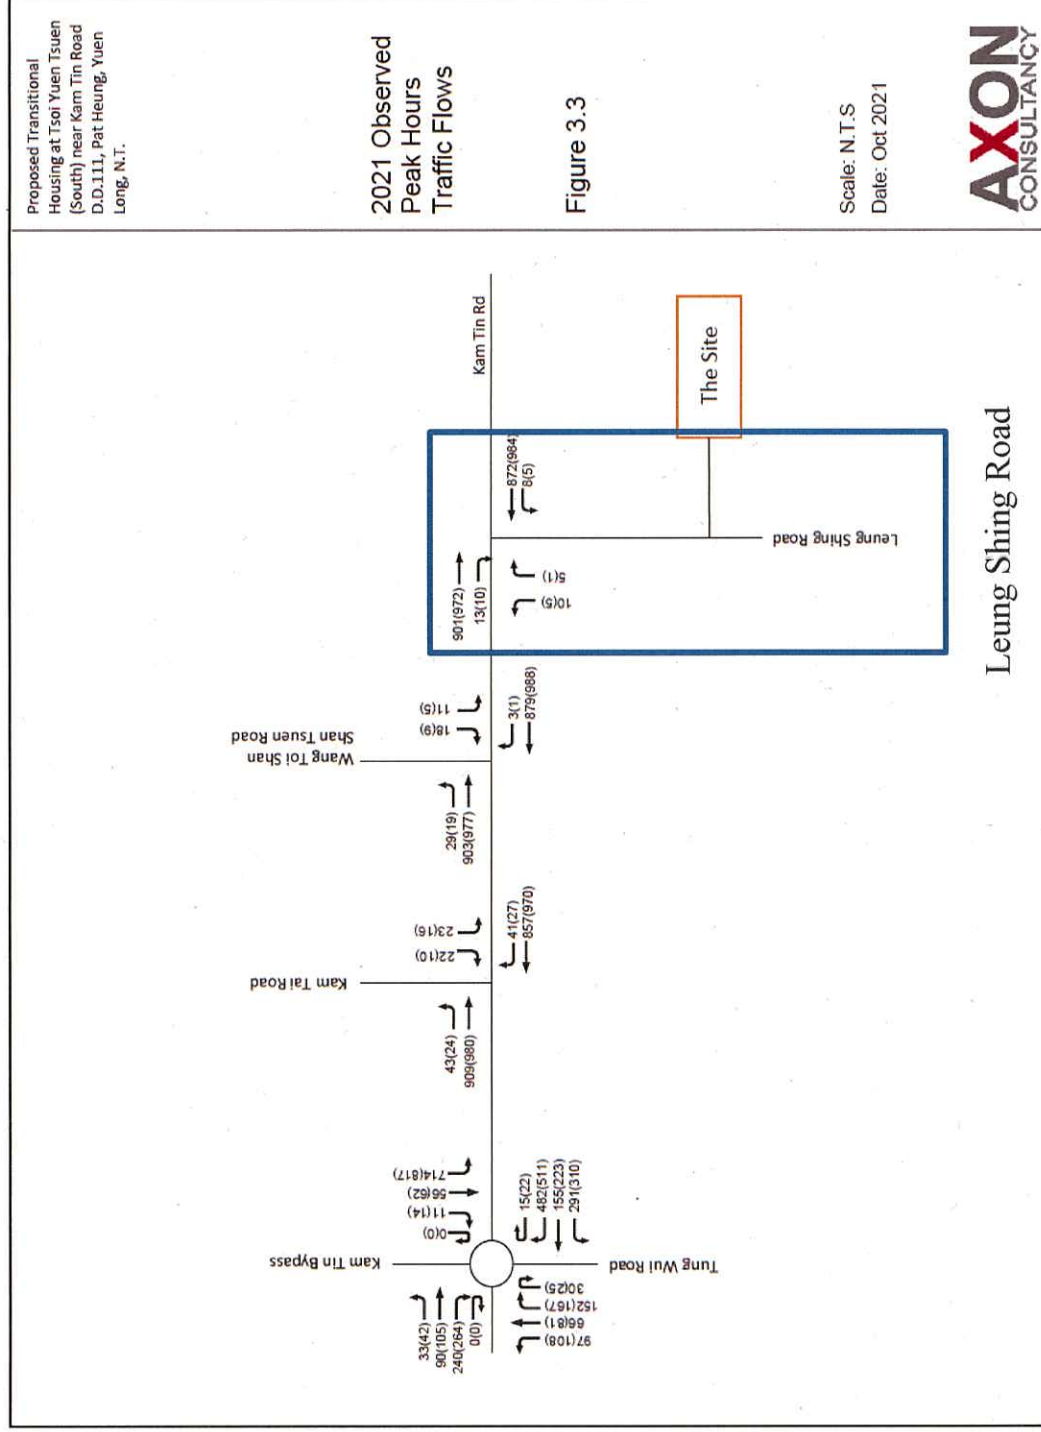 Proposed Transitional
Housing at Tsoi Yuen Tsuen
(South) near Kam Tin Road
D.D.111, Pat Heung, Yuen
Long, N.T.
2021 Observed
Peak Hours
Traffic Flows
Figure 3.3
Scale: N.T.S
Date: Oct 2021
AXON
CONSULTANCY
Kam Tin Bypass
0(0)
11(14)
56(62)
714(817)
33(42)
90(105)
240(264)
0(0)
15(22)
482(511)
155(223)
291(310)
97(108)
66(81)
152(167)
30(25)
Tung Wui Road
Kam Tai Road
22(10)
23(16)
43(24)
909(980)
41(27)
857(970)
Wang Toi Shan
Shan Tsuen Road
18(9)
11(5)
29(19)
903(977)
3(1)
879(988)
Kam Tin Rd
901(972)
13(10)
872(984)
8(5)
10(5)
5(1)
Leung Shing Road
The Site
Leung Shing Road